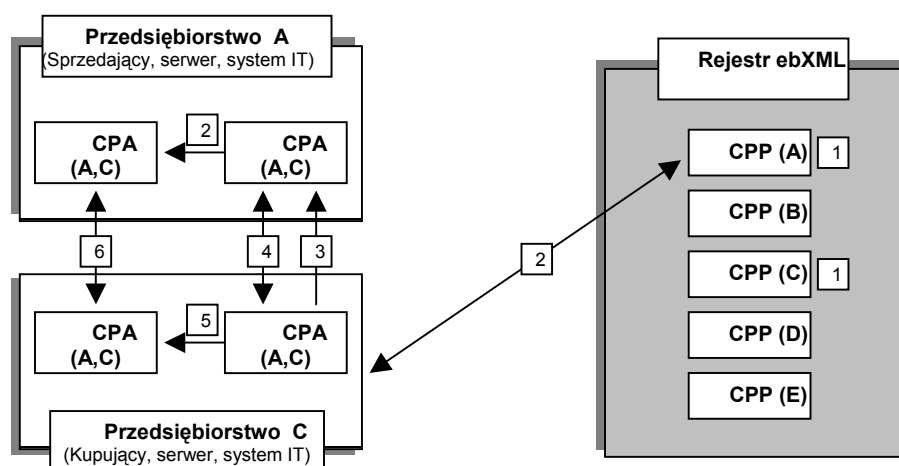 Przedsiębiorstwo A
(Sprzedający, serwer, system IT)
2
CPA
(A,C)
CPA
(A,C)
6
4
3
CPA
(A,C)
5
CPA
(A,C)
Przedsiębiorstwo C
(Kupujący, serwer, system IT)
2
Rejestr ebXML
CPP (A)
1
CPP (B)
CPP (C)
1
CPP (D)
CPP (E)